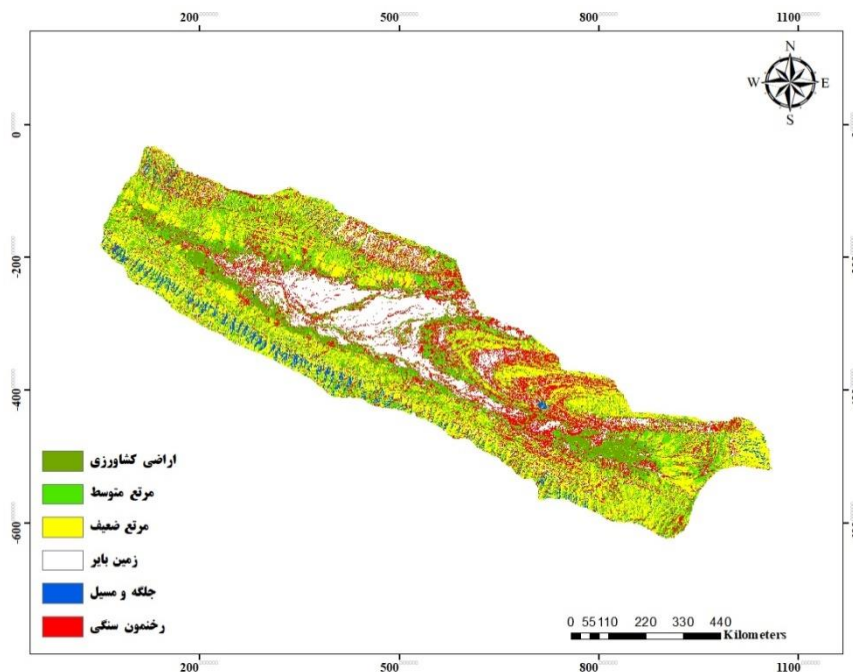 200 500 800 1100
N
W E
S
0
-200
-400
-600
اراضی کشاورزی
مرتع متوسط
مرتع ضعیف
زمین بایر
جلگه و مسیل
رخنمون سنگی
0 55 110 220 330 440
Kilometers
200 500 800 1100